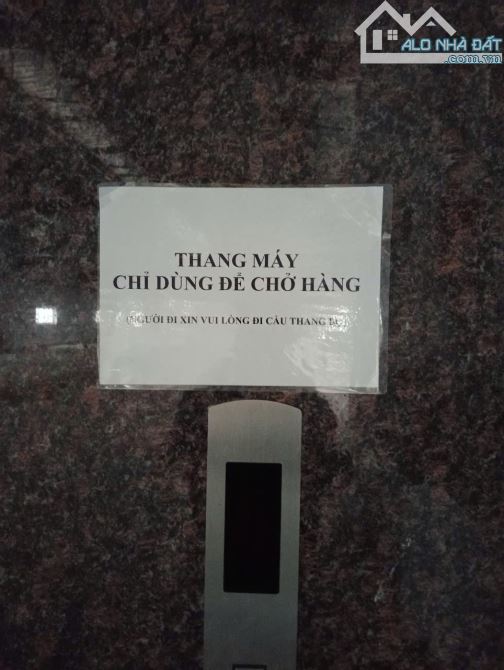 ALO NHÀ ĐẤT
.com.vn
THANG MÁY
CHỈ DÙNG ĐỂ CHỞ HÀNG
(NGƯỜI ĐI XIN VUI LÒNG ĐI CẦU THANG